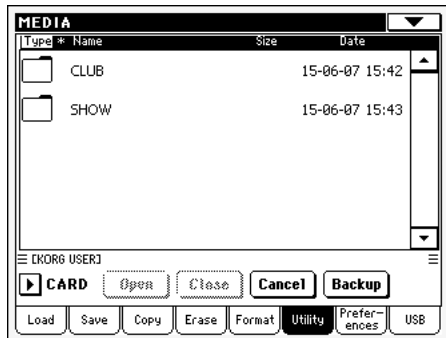 MEDIA
Type * Name Size Date
CLUB 15-06-07 15:42
SHOW 15-06-07 15:43
[KORG USER]
CARD Open Close Cancel Backup
Load Save Copy Erase Format Utility Prefer-
ences USB